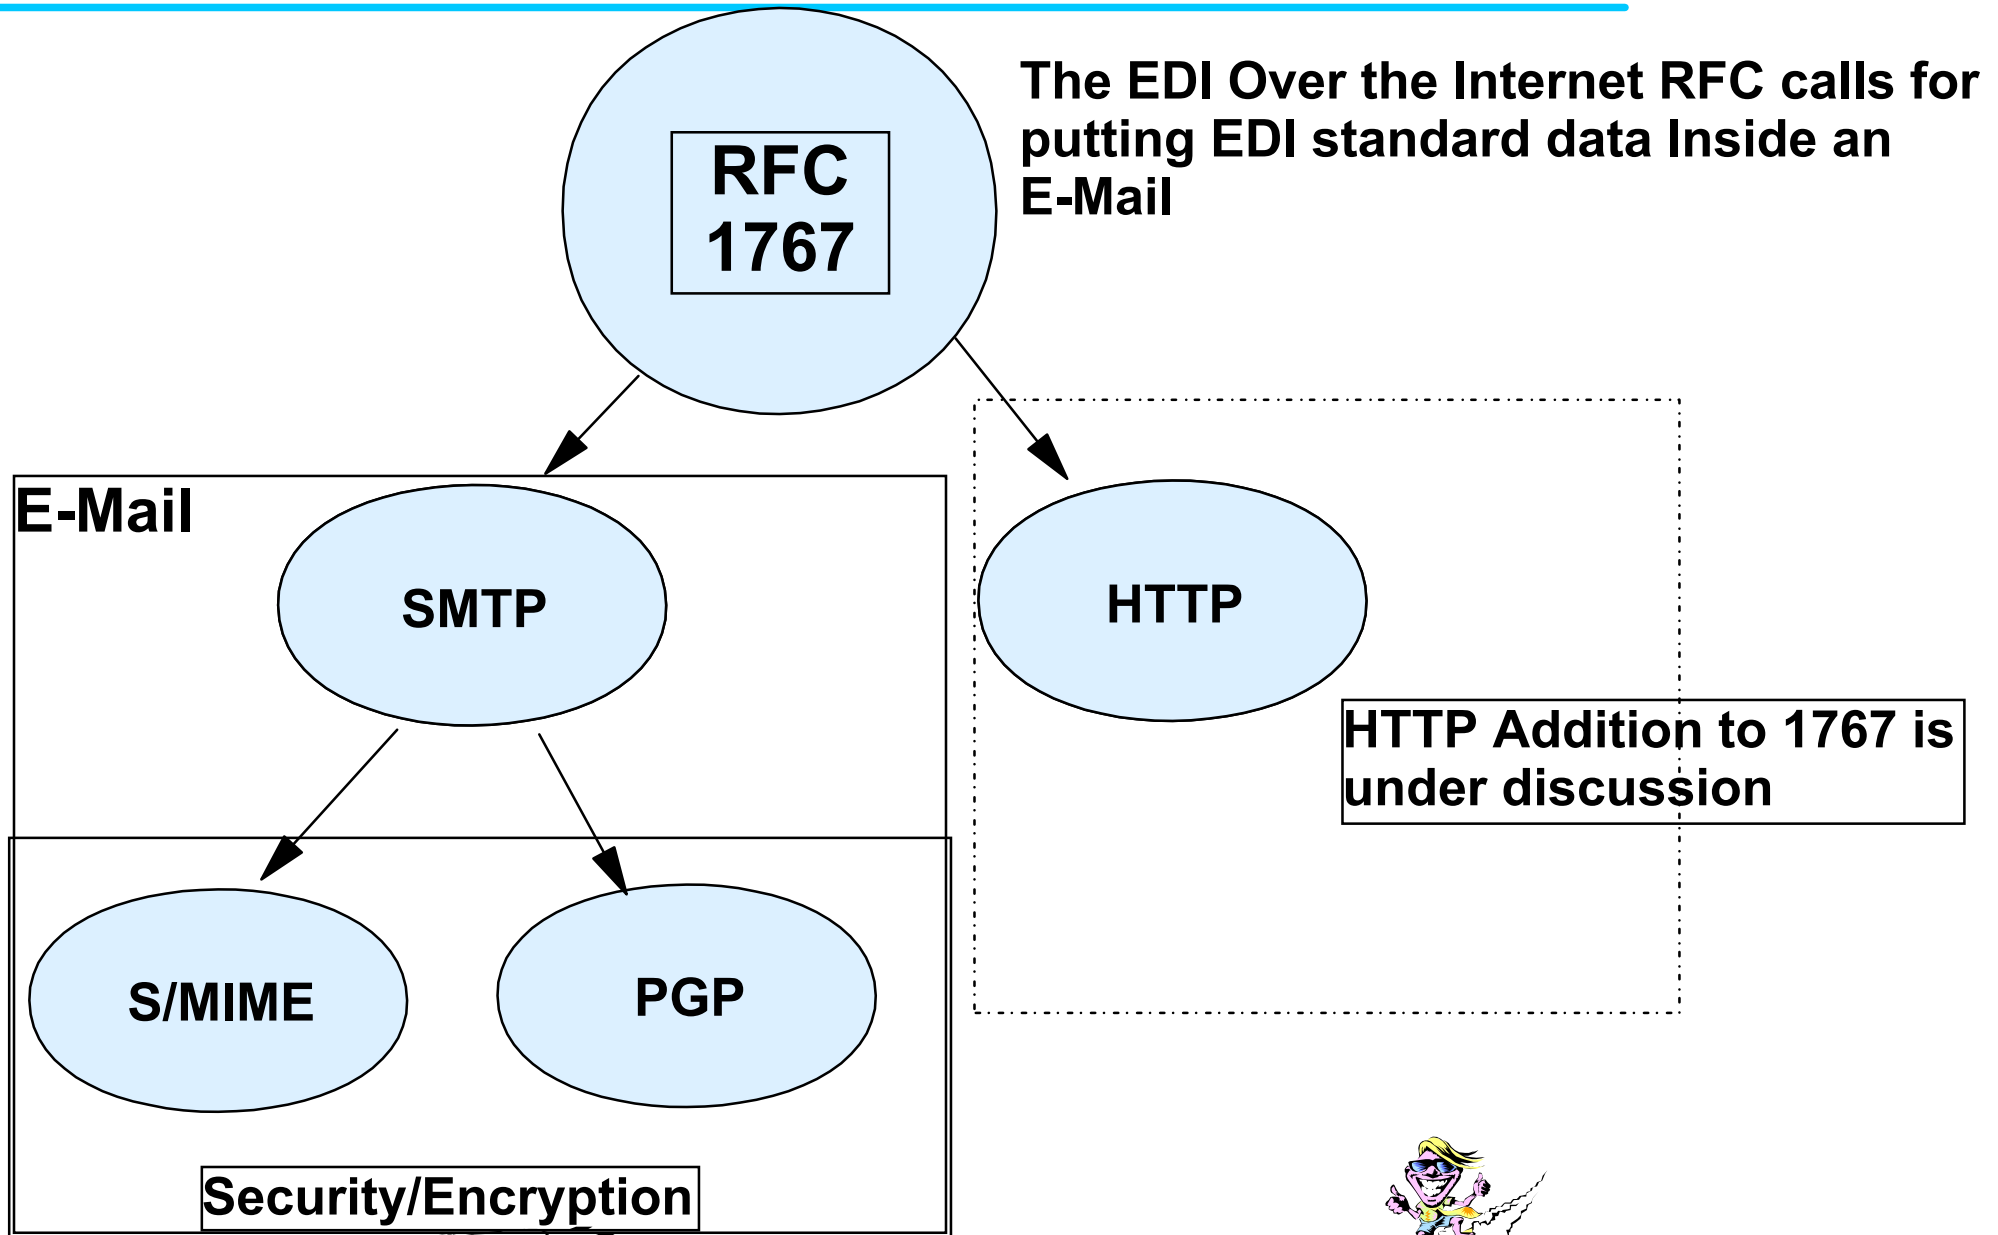 The EDI Over the Internet RFC calls for
putting EDI standard data Inside an
E-Mail
RFC
1767
E-Mail
SMTP
HTTP
HTTP Addition to 1767 is
under discussion
S/MIME
PGP
Security/Encryption